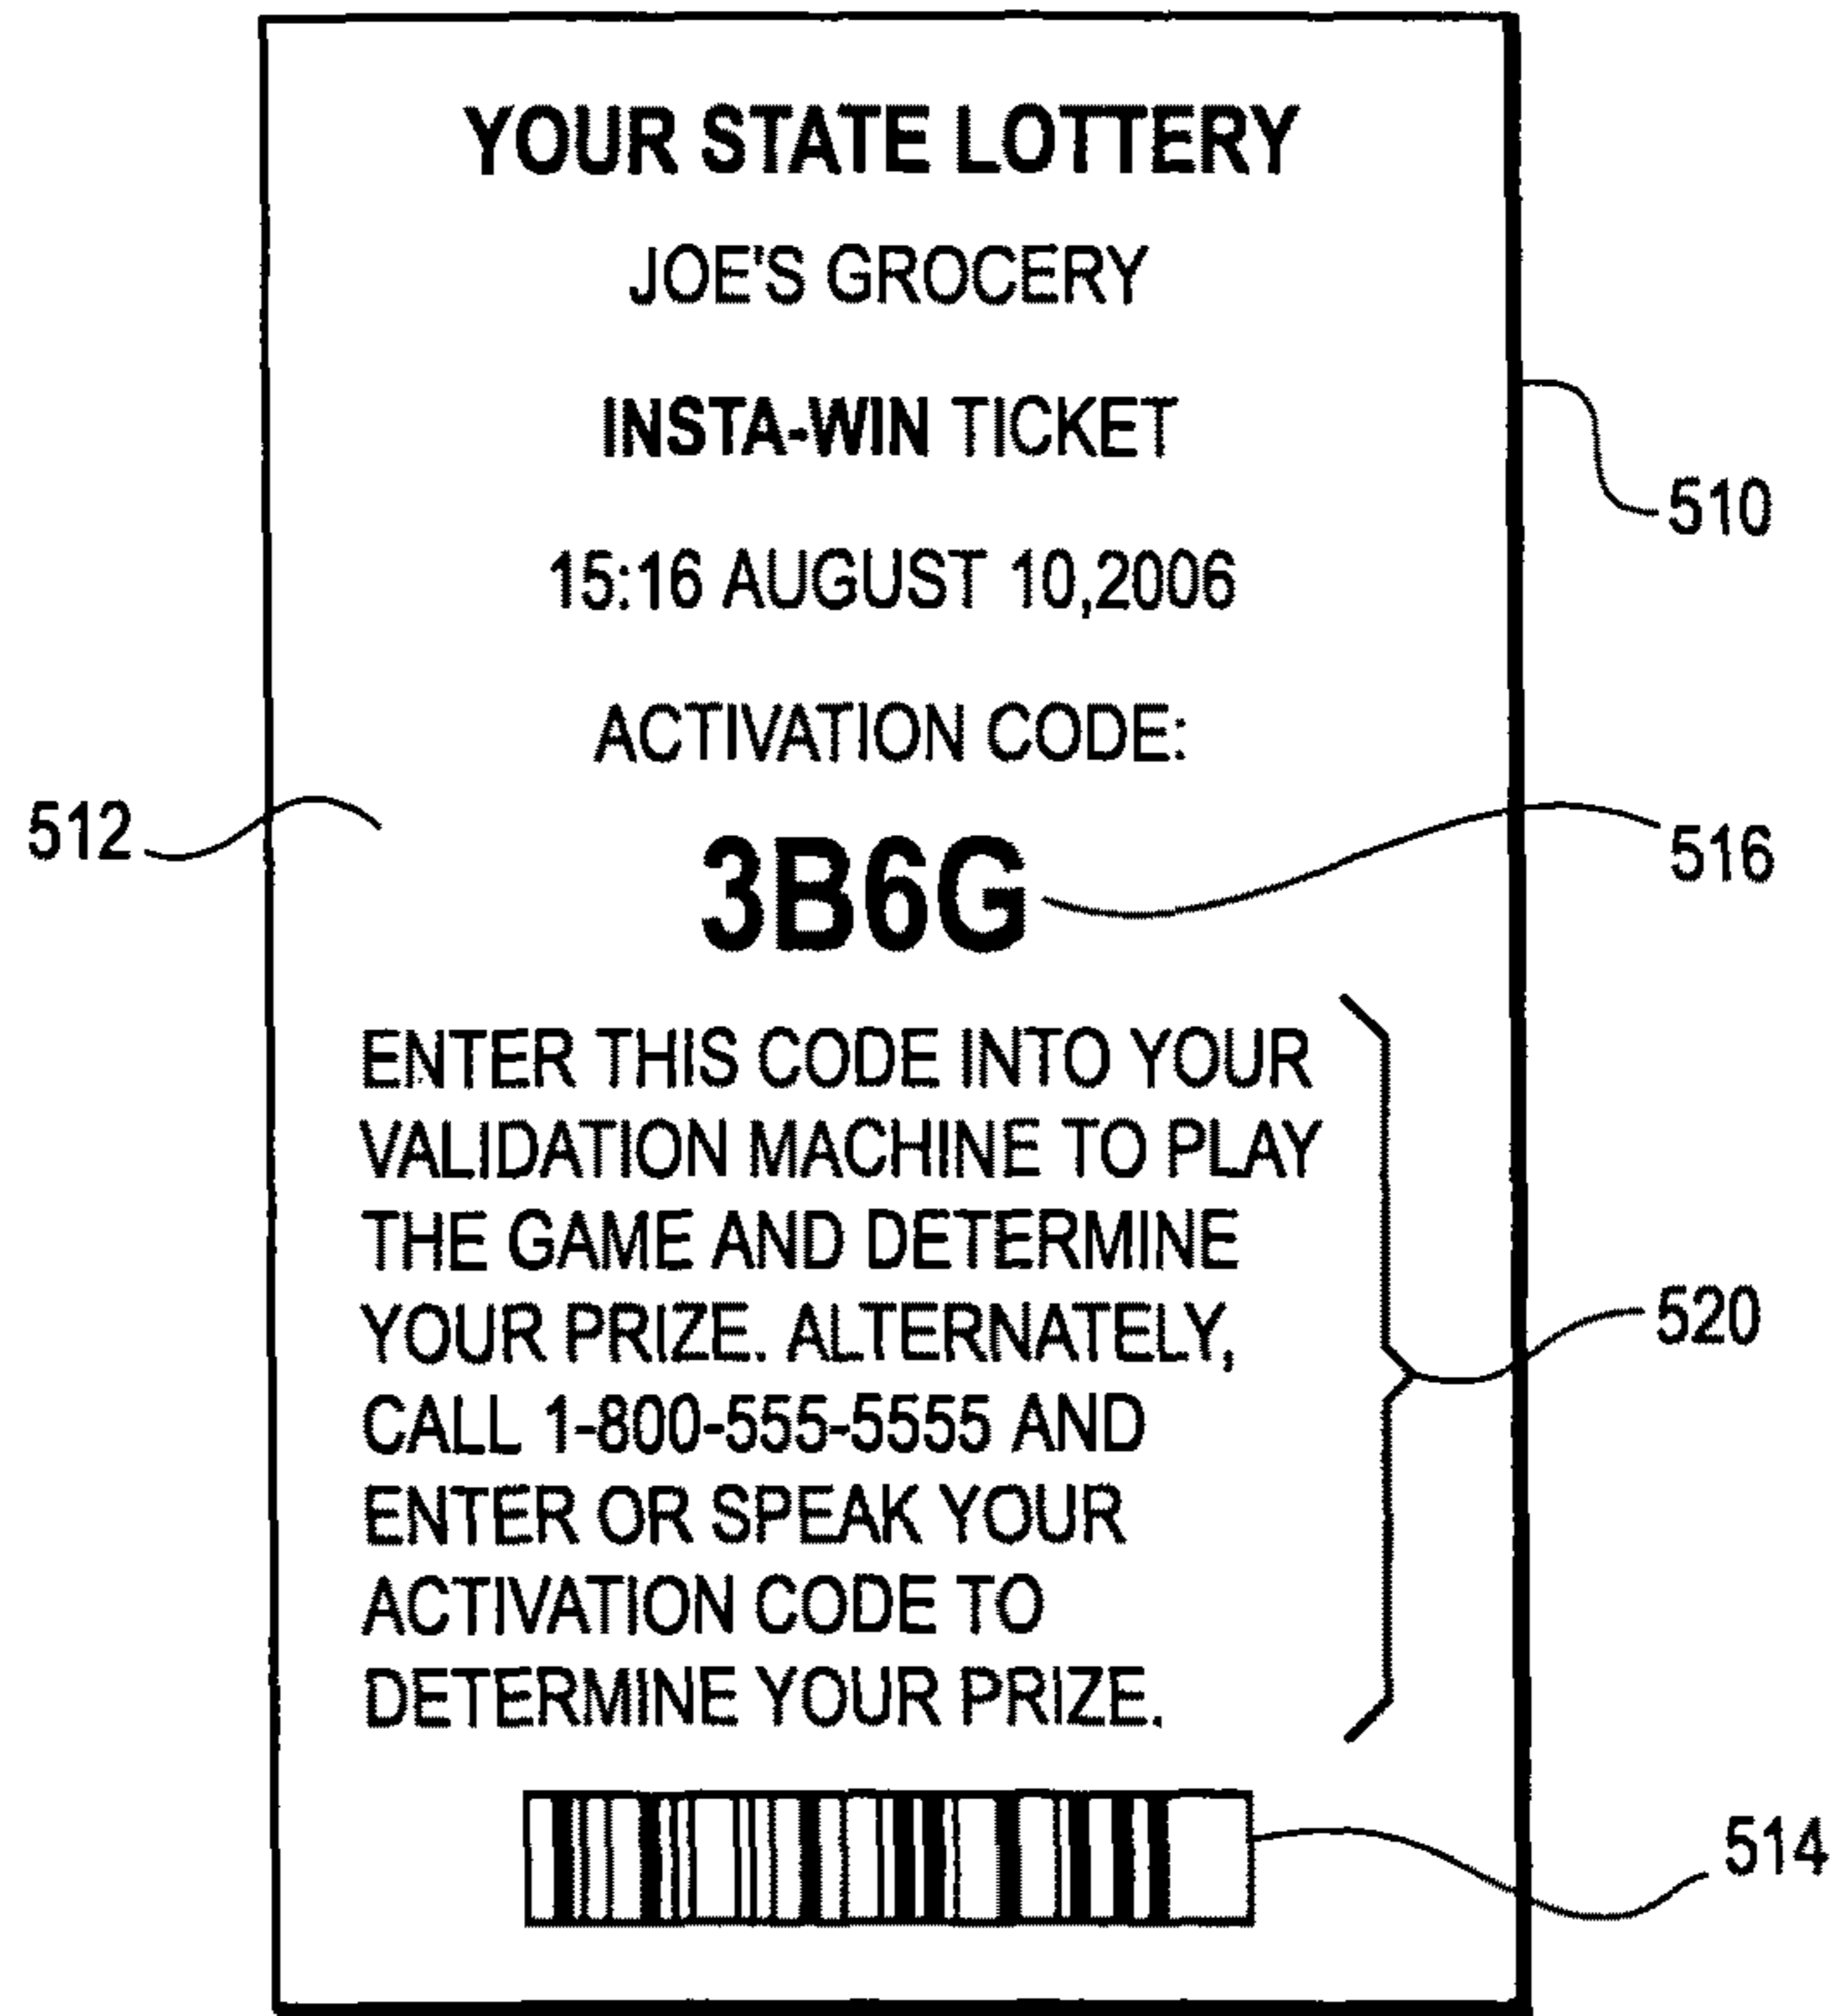 YOUR STATE LOTTERY
JOE'S GROCERY
INSTA-WIN TICKET
510
15:16 AUGUST 10,2006
ACTIVATION CODE:
512
3B6G
516
ENTER THIS CODE INTO YOUR
VALIDATION MACHINE TO PLAY
THE GAME AND DETERMINE
YOUR PRIZE. ALTERNATELY,
520
CALL 1-800-555-5555 AND
ENTER OR SPEAK YOUR
ACTIVATION CODE TO
DETERMINE YOUR PRIZE.
514